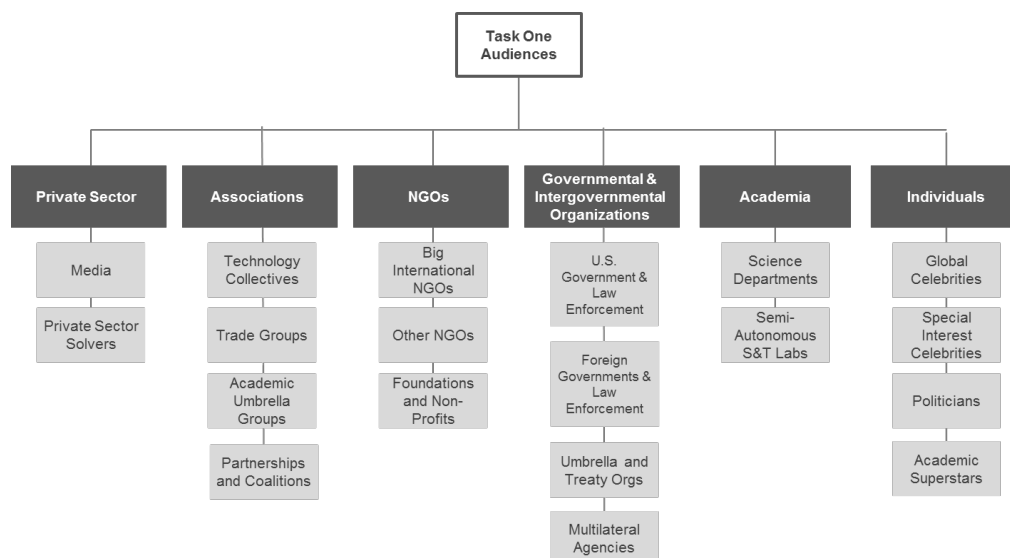 Task One
Audiences
Private Sector
Associations
NGOs
Governmental &
Intergovernmental
Organizations
Academia
Individuals
Media
Private Sector
Solvers
Technology
Collectives
Trade Groups
Academic
Umbrella
Groups
Partnerships
and Coalitions
Big
International
NGOs
Other NGOs
Foundations
and Non-
Profits
U.S.
Government &
Law
Enforcement
Foreign
Governments &
Law
Enforcement
Umbrella and
Treaty Orgs
Multilateral
Agencies
Science
Departments
Semi-
Autonomous
S&T Labs
Global
Celebrities
Special
Interest
Celebrities
Politicians
Academic
Superstars